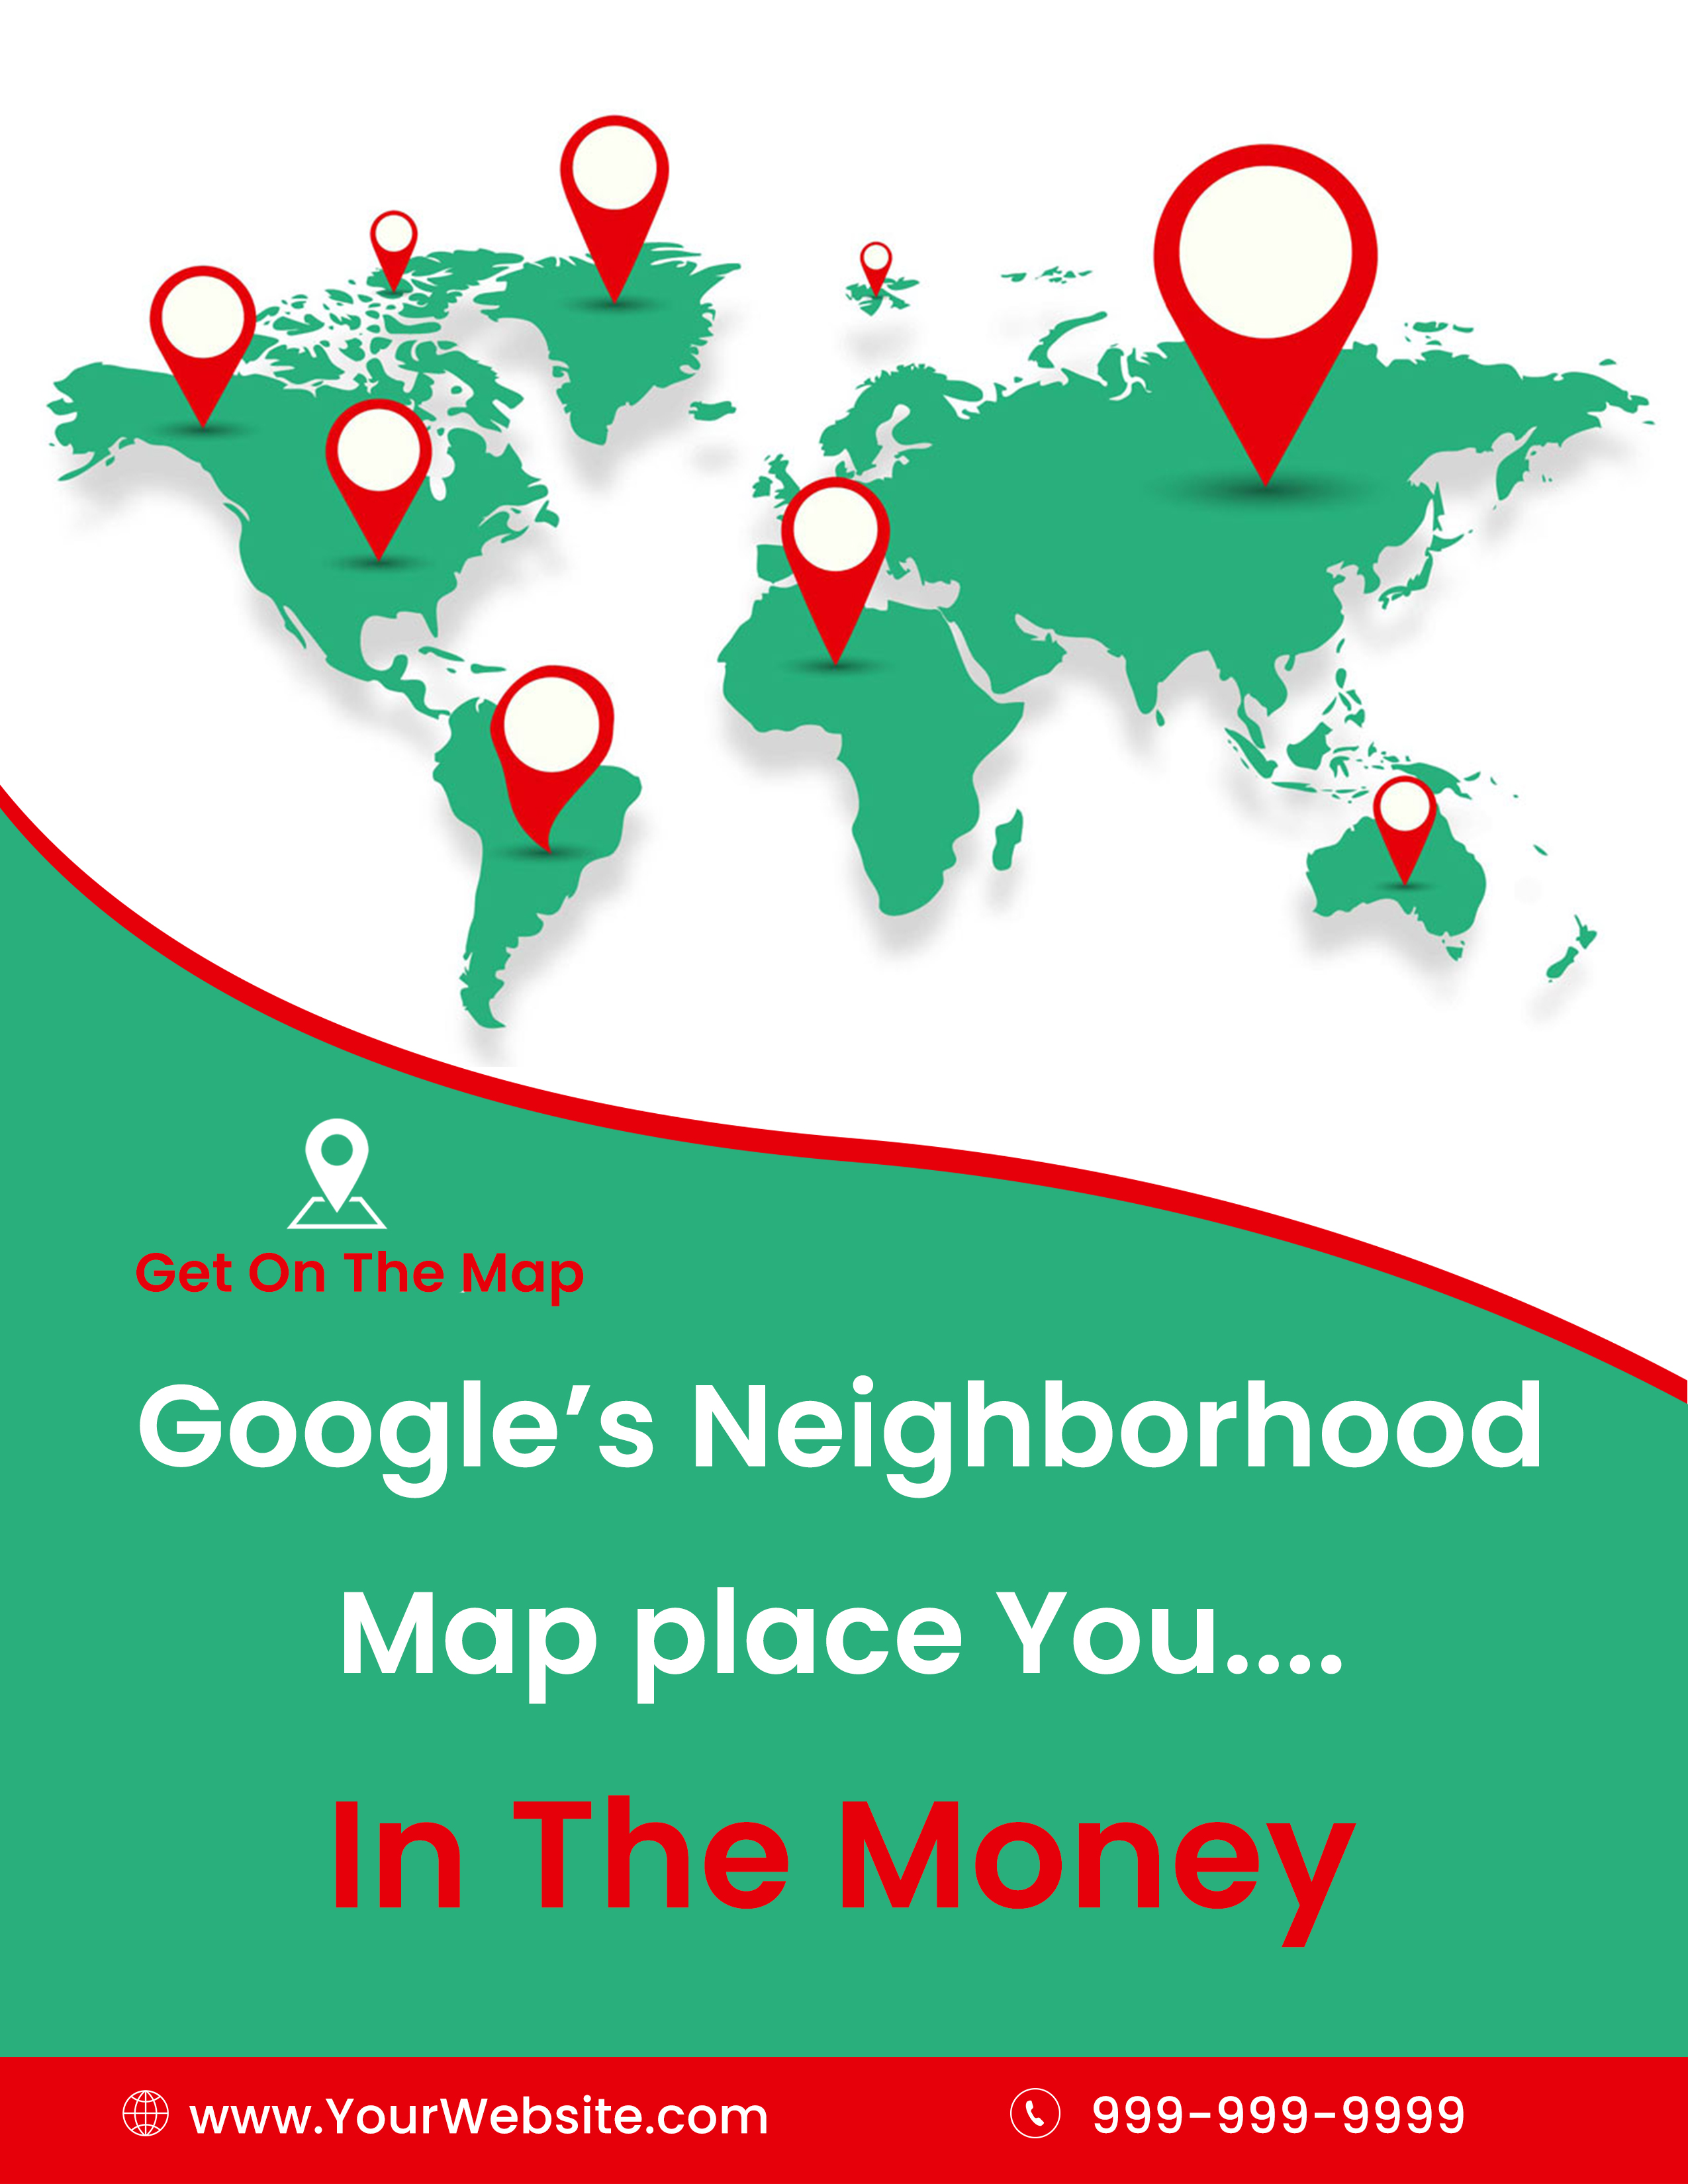 Get On The Map
Google’s Neighborhood
Map place You....
In The Money
www.YourWebsite.com
999-999-9999